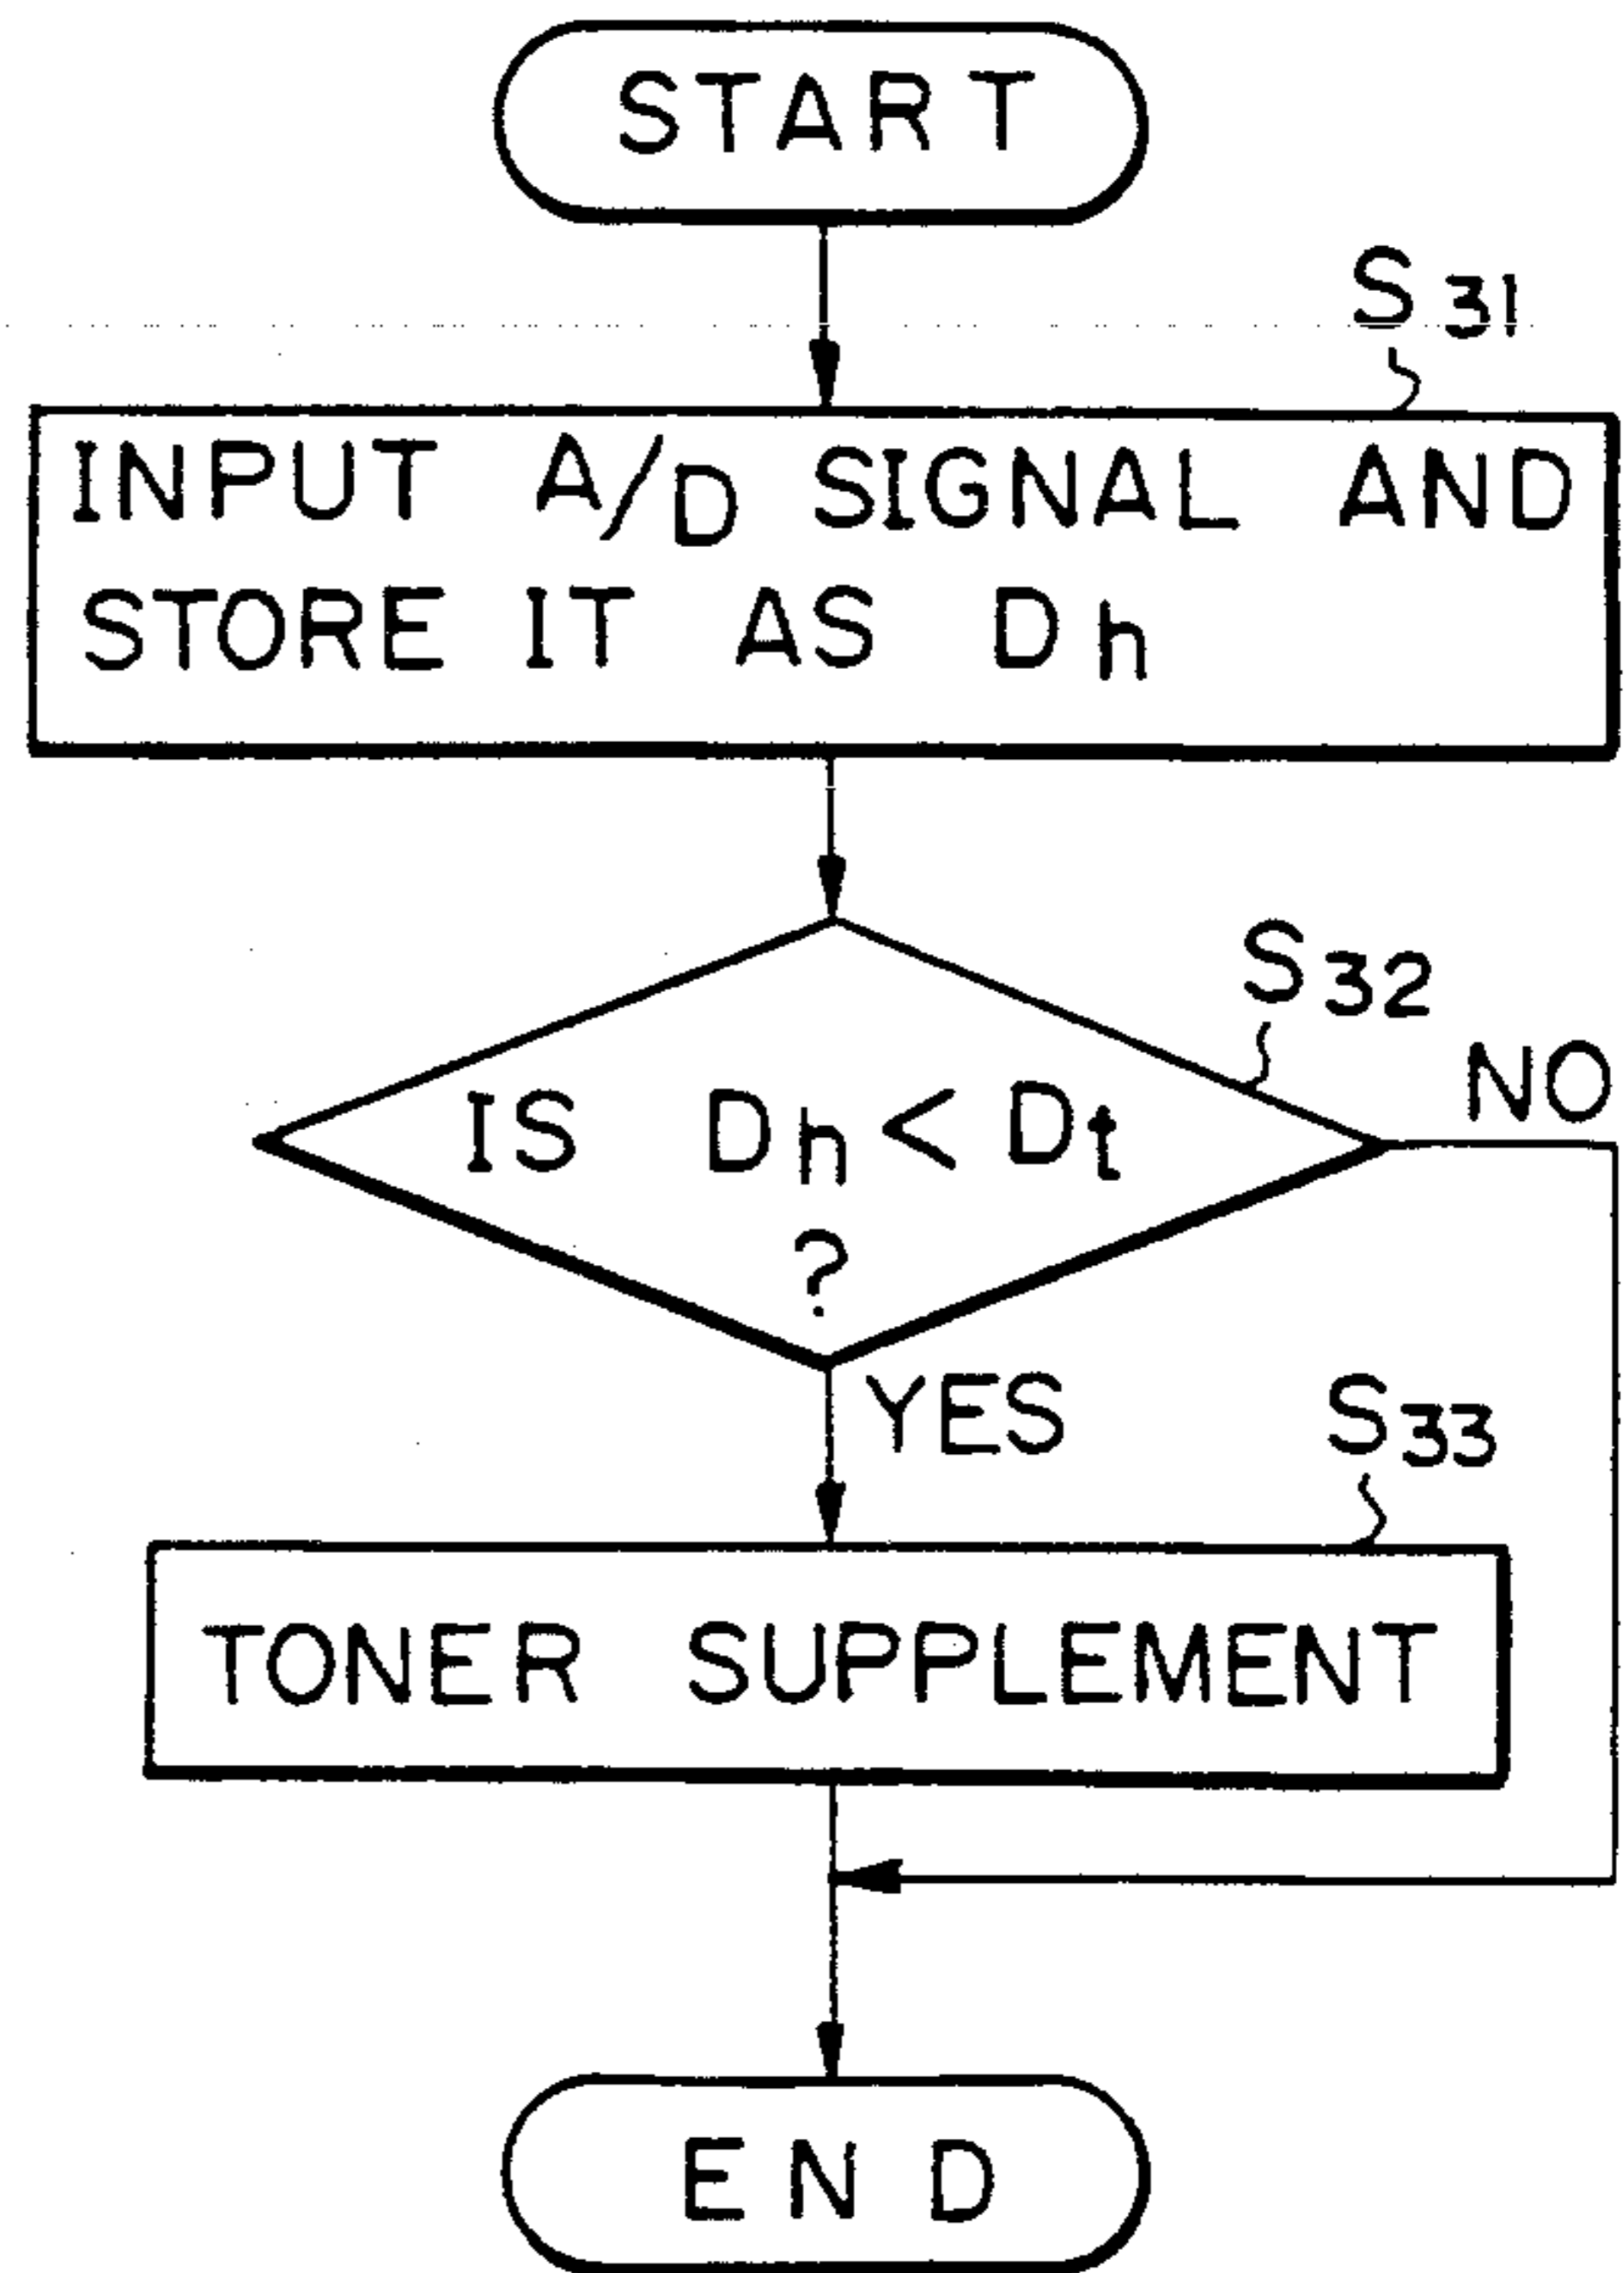 START
S31
INPUT A/D SIGNAL AND
STORE IT AS Dh
S32
NO
IS Dh < Dt
?
YES
S33
TONER SUPPLEMENT
END